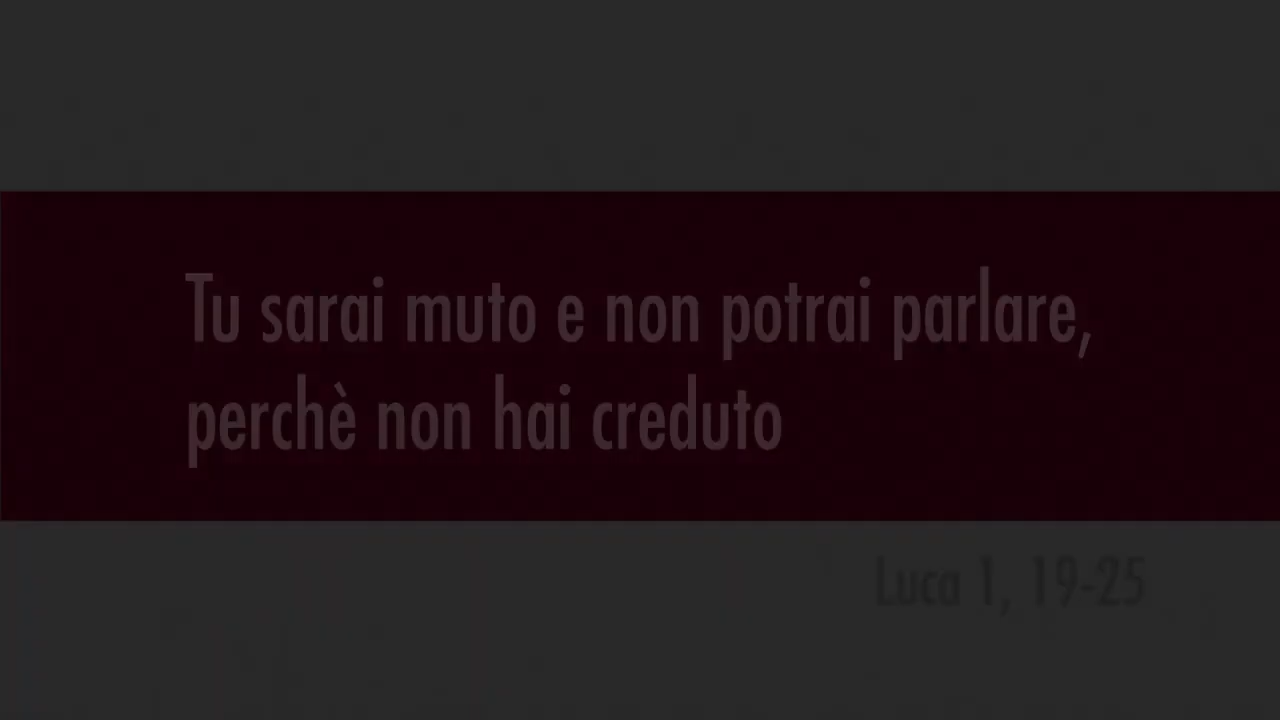 Tu sarai muto e non potrai parlare,
perchè non hai creduto
Luca 1, 19-25